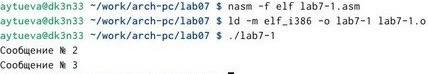 aytueva@dk3n33 ~/work/arch-pc/lab07 $ nasm -f elf lab7-1.asm
aytueva@dk3n33 ~/work/arch-pc/lab07 $ ld -m elf_i386 -o lab7-1 lab7-1.o
aytueva@dk3n33 ~/work/arch-pc/lab07 $ ./lab7-1
Сообщение № 2
Сообщение № 3